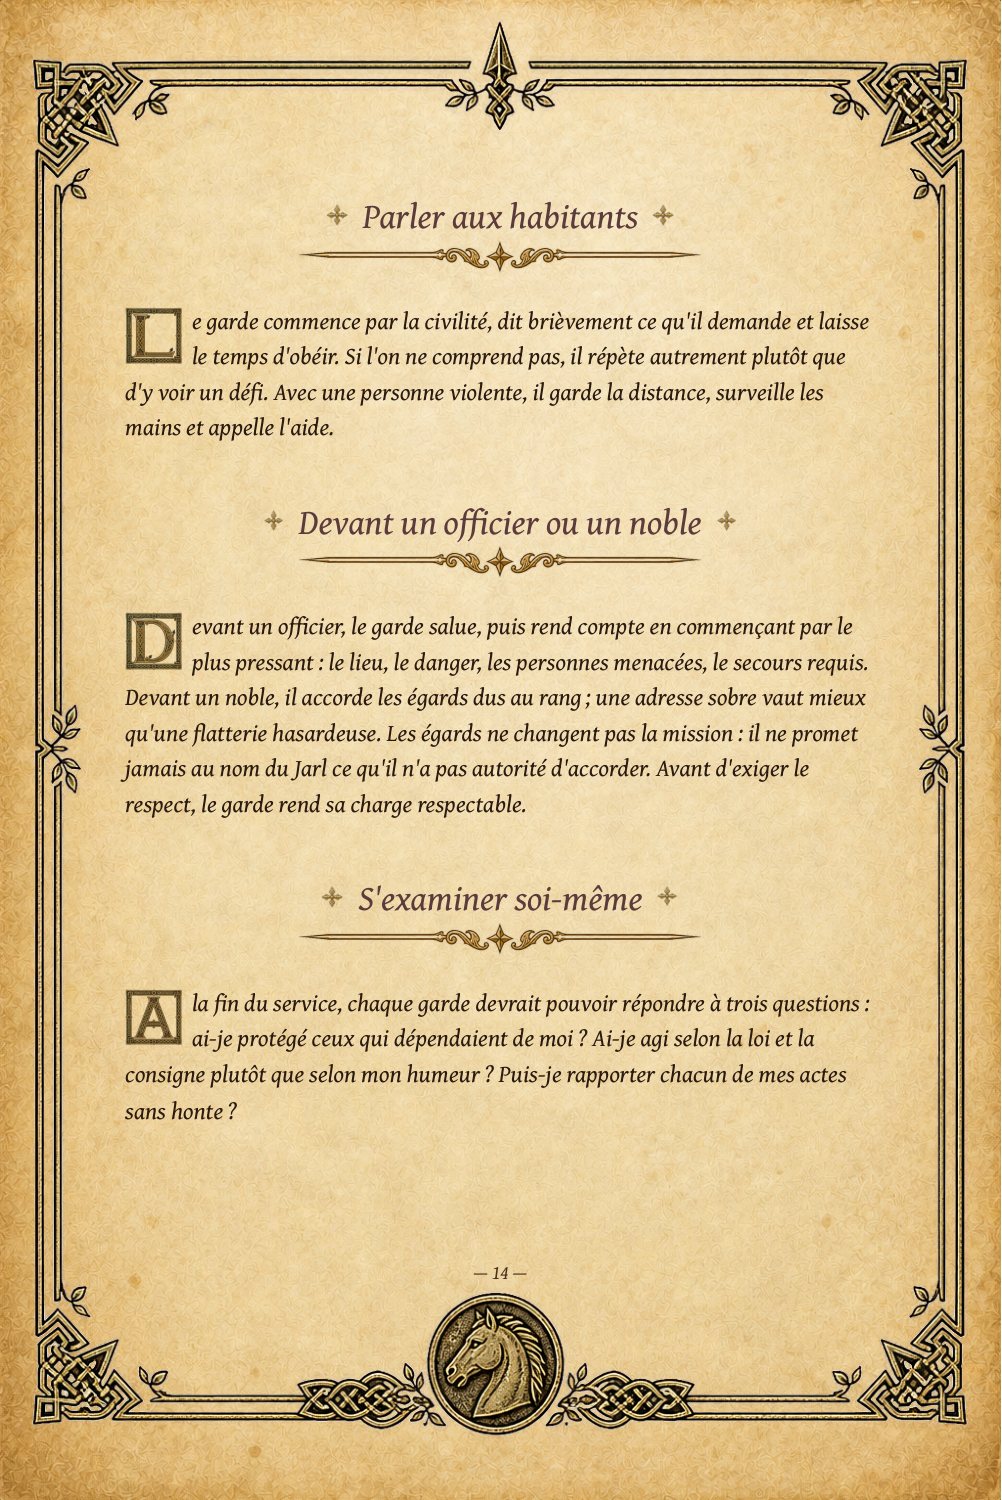 Parler aux habitants
Le garde commence par la civilité, dit brièvement ce qu'il demande et laisse
le temps d'obéir. Si l'on ne comprend pas, il répète autrement plutôt que
d'y voir un défi. Avec une personne violente, il garde la distance, surveille les
mains et appelle l'aide.
Devant un officier ou un noble
Devant un officier, le garde salue, puis rend compte en commençant par le
plus pressant : le lieu, le danger, les personnes menacées, le secours requis.
Devant un noble, il accorde les égards dus au rang ; une adresse sobre vaut mieux
qu'une flatterie hasardeuse. Les égards ne changent pas la mission : il ne promet
jamais au nom du Jarl ce qu'il n'a pas autorité d'accorder. Avant d'exiger le
respect, le garde rend sa charge respectable.
S'examiner soi-même
A la fin du service, chaque garde devrait pouvoir répondre à trois questions :
ai-je protégé ceux qui dépendaient de moi ? Ai-je agi selon la loi et la
consigne plutôt que selon mon humeur ? Puis-je rapporter chacun de mes actes
sans honte ?
— 14 —